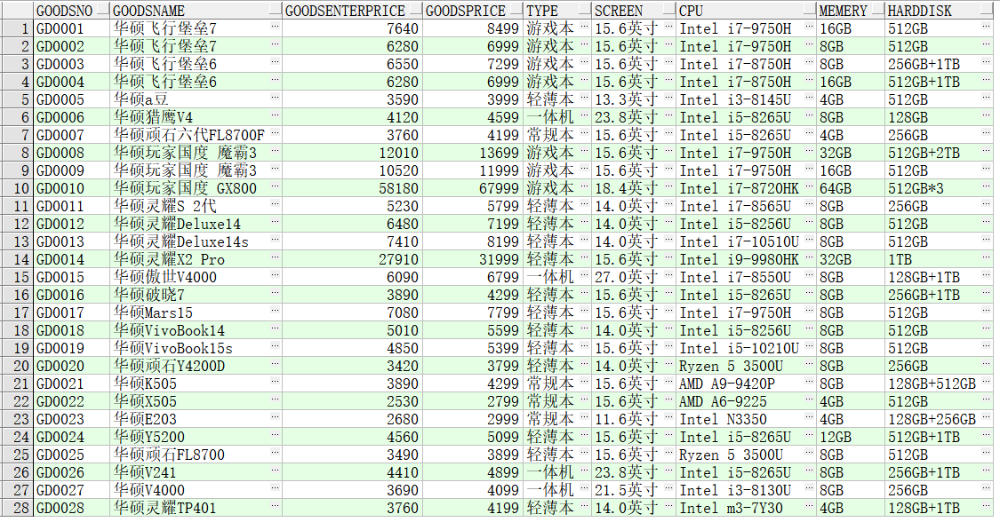 GOODSNO GOODSNAME GOODSENTERPRICE GOODSPRICE TYPE SCREEN CPU MEMERY HARDDISK
1 GD0001 华硕飞行堡垒7 7640 8499 游戏本 15.6英寸 Intel i7-9750H 16GB 512GB
2 GD0002 华硕飞行堡垒7 6280 6999 游戏本 15.6英寸 Intel i7-9750H 8GB 512GB
3 GD0003 华硕飞行堡垒6 6550 7299 游戏本 15.6英寸 Intel i7-8750H 8GB 256GB+1TB
4 GD0004 华硕飞行堡垒6 6280 6999 游戏本 15.6英寸 Intel i7-8750H 16GB 512GB+1TB
5 GD0005 华硕a豆 3590 3999 轻薄本 13.3英寸 Intel i3-8145U 4GB 512GB
6 GD0006 华硕猎鹰V4 4120 4599 一体机 23.8英寸 Intel i5-8265U 8GB 128GB
7 GD0007 华硕顽石六代FL8700F 3760 4199 常规本 15.6英寸 Intel i5-8265U 4GB 256GB
8 GD0008 华硕玩家国度 魔霸3 12010 13699 游戏本 15.6英寸 Intel i7-9750H 32GB 512GB+2TB
9 GD0009 华硕玩家国度 魔霸3 10520 11999 游戏本 15.6英寸 Intel i7-9750H 16GB 512GB
10 GD0010 华硕玩家国度 GX800 58180 67999 游戏本 18.4英寸 Intel i7-8720HK 64GB 512GB*3
11 GD0011 华硕灵耀S 2代 5230 5799 轻薄本 14.0英寸 Intel i7-8565U 8GB 256GB
12 GD0012 华硕灵耀Deluxe14 6480 7199 轻薄本 14.0英寸 Intel i5-8256U 8GB 512GB
13 GD0013 华硕灵耀Deluxe14s 7410 8199 轻薄本 14.0英寸 Intel i7-10510U 8GB 512GB
14 GD0014 华硕灵耀X2 Pro 27910 31999 轻薄本 15.6英寸 Intel i9-9980HK 32GB 1TB
15 GD0015 华硕傲世V4000 6090 6799 一体机 27.0英寸 Intel i7-8550U 8GB 128GB+1TB
16 GD0016 华硕破晓7 3890 4299 轻薄本 15.6英寸 Intel i5-8265U 8GB 256GB+1TB
17 GD0017 华硕Mars15 7080 7799 轻薄本 15.6英寸 Intel i7-9750H 8GB 512GB
18 GD0018 华硕VivoBook14 5010 5599 轻薄本 14.0英寸 Intel i5-8256U 8GB 512GB
19 GD0019 华硕VivoBook15s 4850 5399 轻薄本 15.6英寸 Intel i5-10210U 8GB 512GB
20 GD0020 华硕顽石Y4200D 3420 3799 轻薄本 14.0英寸 Ryzen 5 3500U 8GB 256GB
21 GD0021 华硕K505 3890 4299 常规本 15.6英寸 AMD A9-9420P 8GB 128GB+512GB
22 GD0022 华硕X505 2530 2799 常规本 15.6英寸 AMD A6-9225 4GB 512GB
23 GD0023 华硕E203 2680 2999 常规本 11.6英寸 Intel N3350 4GB 128GB+256GB
24 GD0024 华硕Y5200 4560 5099 轻薄本 15.6英寸 Intel i5-8265U 12GB 512GB+1TB
25 GD0025 华硕顽石FL8700 3490 3899 轻薄本 15.6英寸 Ryzen 5 3500U 8GB 512GB
26 GD0026 华硕V241 4410 4899 一体机 23.8英寸 Intel i5-8265U 8GB 256GB+1TB
27 GD0027 华硕V4000 3690 4099 一体机 21.5英寸 Intel i3-8130U 8GB 256GB
28 GD0028 华硕灵耀TP401 3760 4199 轻薄本 14.0英寸 Intel m3-7Y30 4GB 128GB+1TB